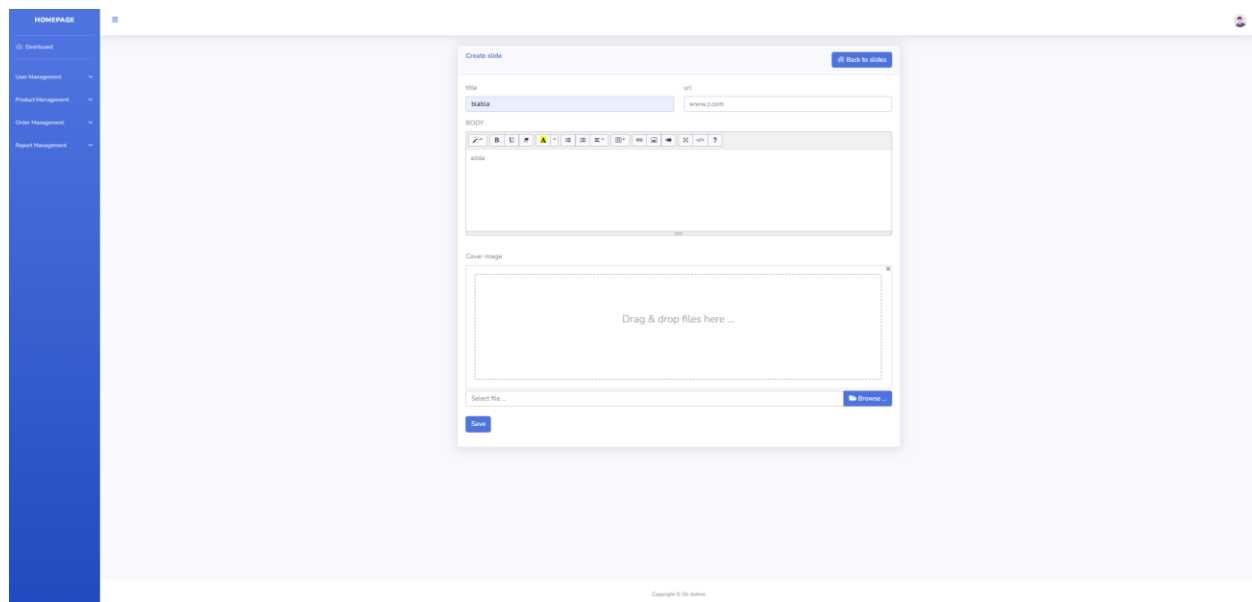 HOMEPAGE
Dashboard
User Management
Product Management
Order Management
Report Management
Create slide
Back to slides
title
url
blabla
www.z.com
BODY
B U A </> ?
adda
Cover image
×
Drag & drop files here ...
Select file ...
Browse ...
Save
Copyright © Sb-Admin